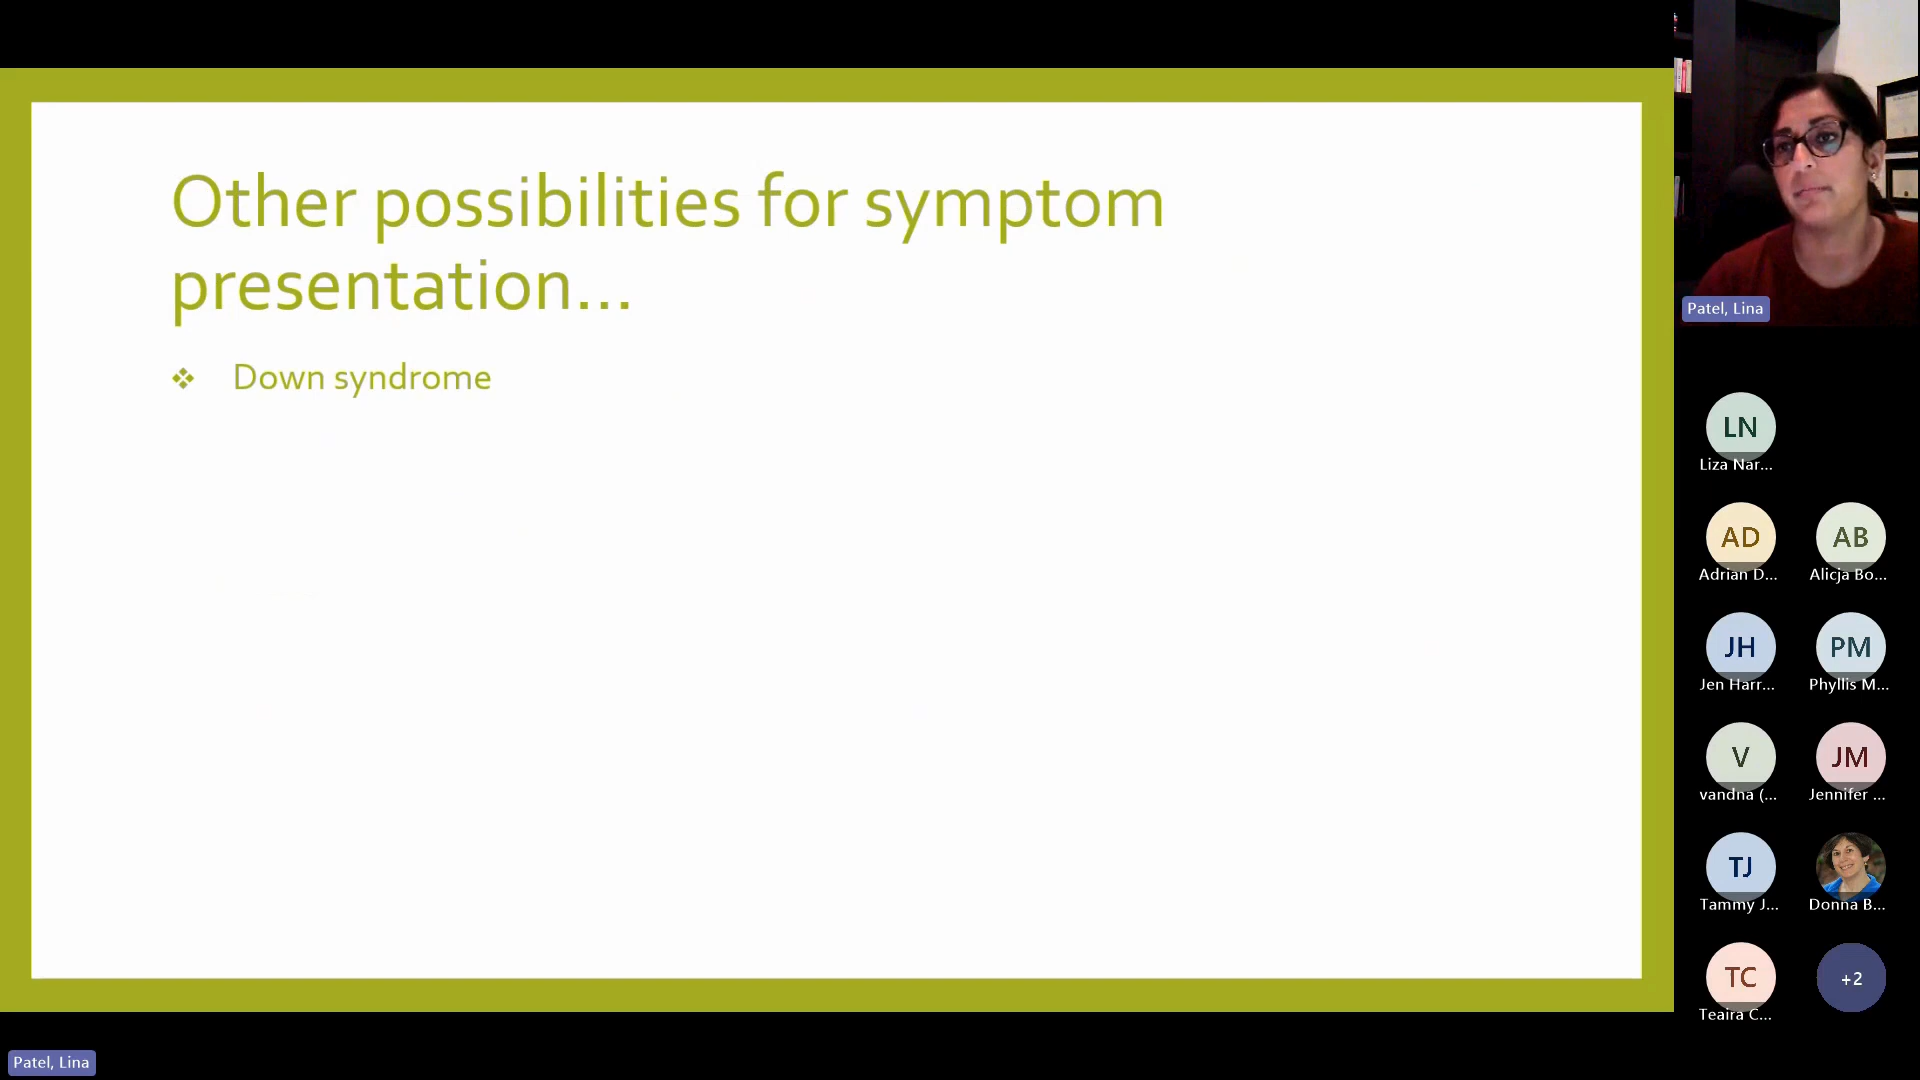 Other possibilities for symptom
presentation...
❖ Down syndrome
Patel, Lina
LN
Liza Nar...
AD
Adrian D...
AB
Alicja Bo...
JH
Jen Harr...
PM
Phyllis M...
V
vandna (...
JM
Jennifer ...
TJ
Tammy J...
Donna B...
TC
Teaira C...
+2
Patel, Lina